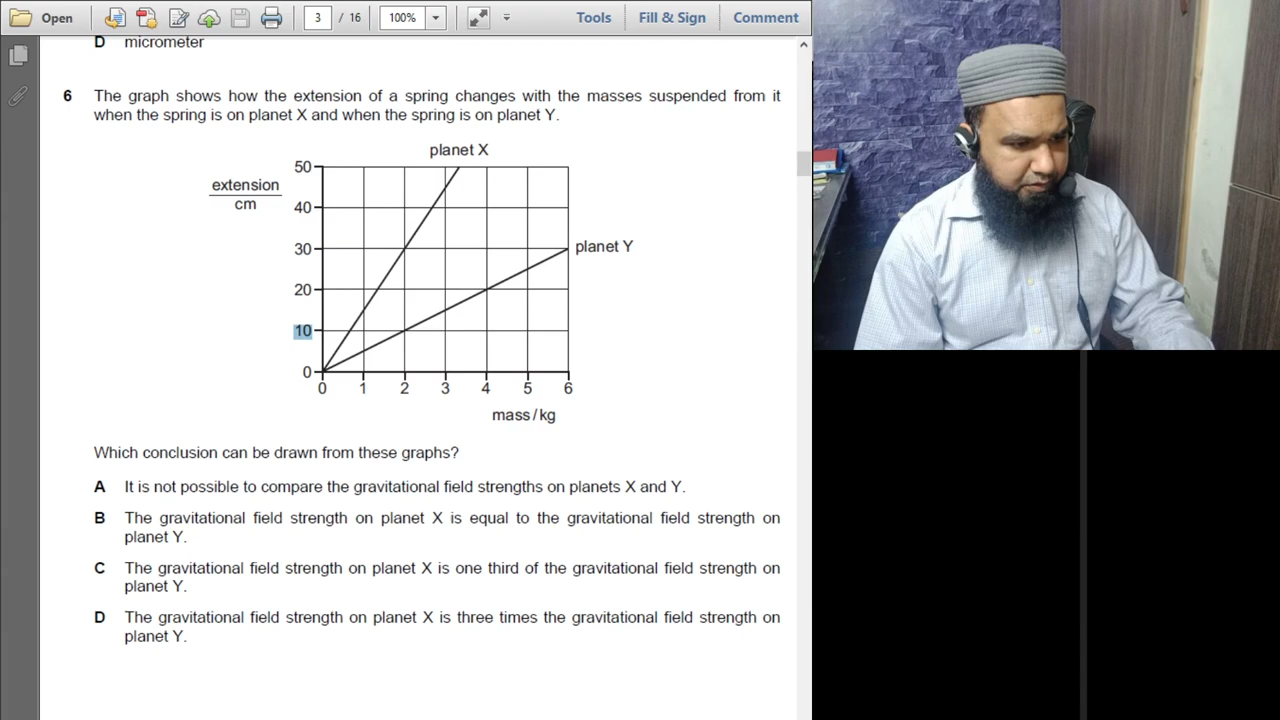 Open
3 / 16
100%
Tools
Fill & Sign
Comment
D micrometer
6 The graph shows how the extension of a spring changes with the masses suspended from it
when the spring is on planet X and when the spring is on planet Y.
planet X
extension
cm
50
40
30
20
10
0
planet Y
0 1 2 3 4 5 6
mass / kg
Which conclusion can be drawn from these graphs?
A It is not possible to compare the gravitational field strengths on planets X and Y.
B The gravitational field strength on planet X is equal to the gravitational field strength on
planet Y.
C The gravitational field strength on planet X is one third of the gravitational field strength on
planet Y.
D The gravitational field strength on planet X is three times the gravitational field strength on
planet Y.